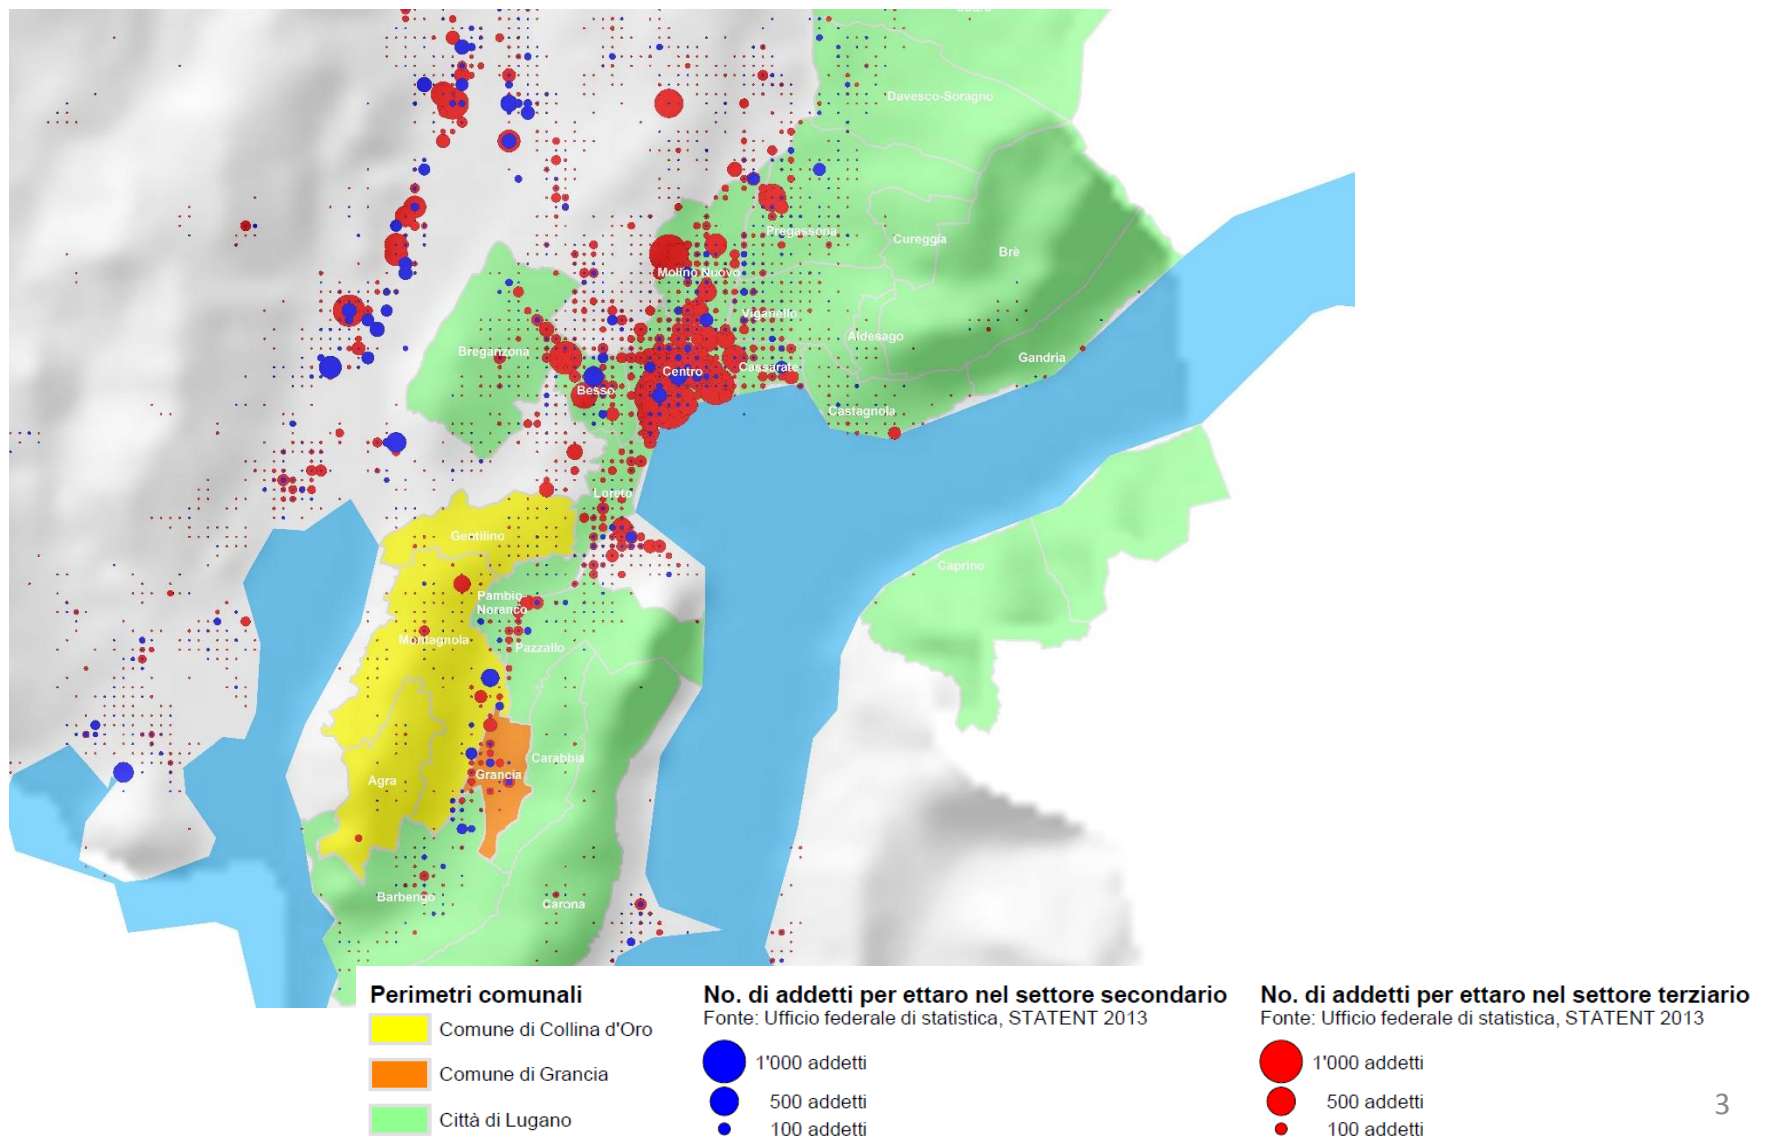 Davesco-Soragno
Pregassona
Cureggia
Brè
Molino Nuovo
Viganello
Aldesago
Breganzona
Centro
Cassarate
Gandria
Besso
Castagnola
Loreto
Gentilino
Caprino
Pambio-
Noranco
Montagnola
Pazzallo
Carabbia
Grancia
Agra
Barbengo
Carona
Perimetri comunali
Comune di Collina d'Oro
Comune di Grancia
Città di Lugano
No. di addetti per ettaro nel settore secondario
Fonte: Ufficio federale di statistica, STATENT 2013
1'000 addetti
500 addetti
100 addetti
No. di addetti per ettaro nel settore terziario
Fonte: Ufficio federale di statistica, STATENT 2013
1'000 addetti
500 addetti
100 addetti
3